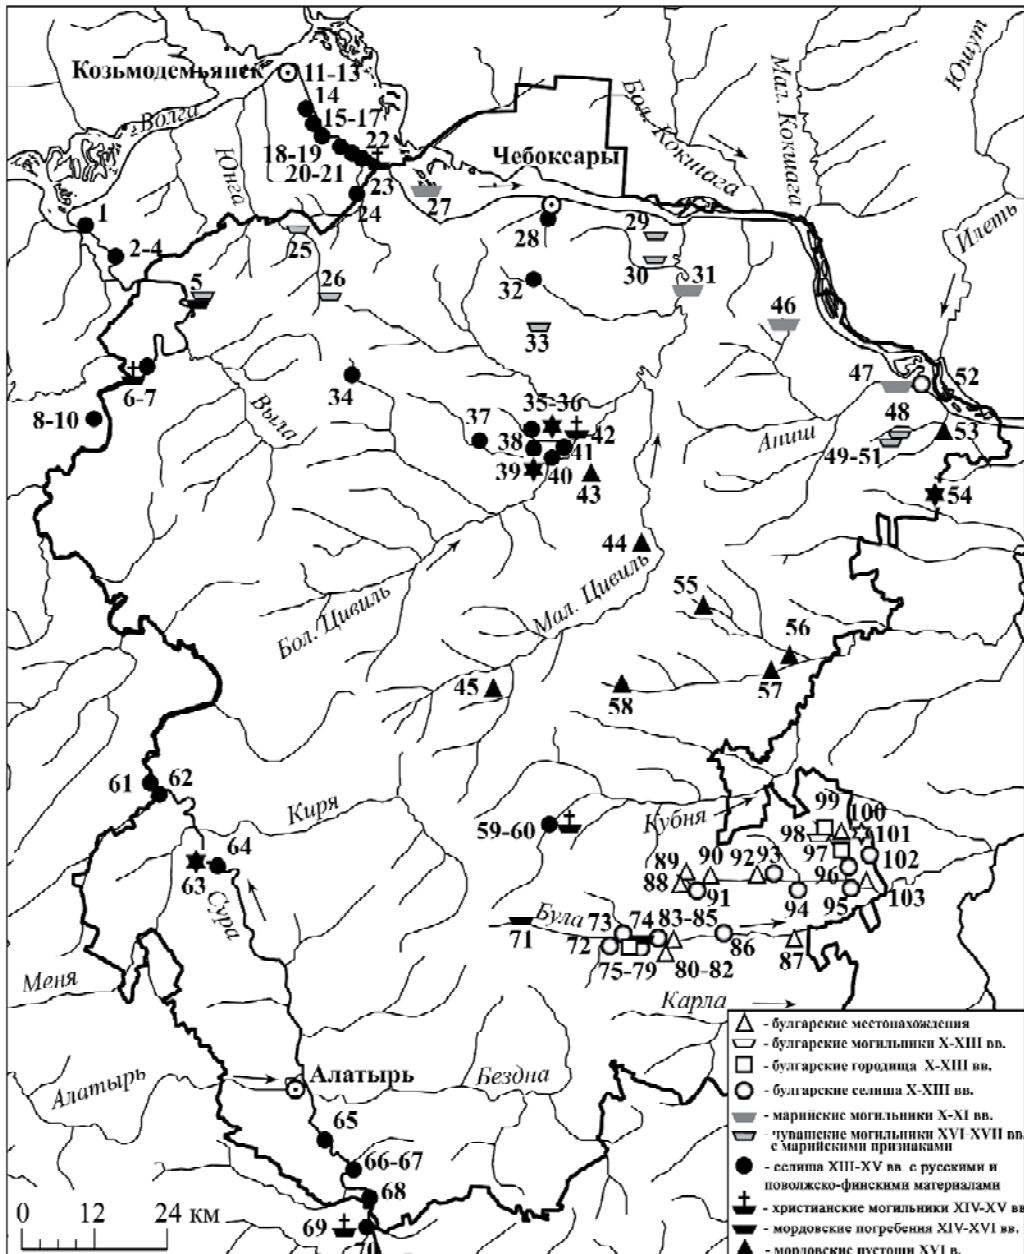 Козьмодемьянск
11-13
14
15-17
18-19
20-21
22
23
24
Волга
Юнга
Чебоксары
Бол. Кокшага
Мал. Кокшага
Юшут
Илеть
1
2-4
5
6-7
8-10
25
26
27
28
29
30
31
32
33
34
Выла
35-36
37
38
39
40
41
42
43
44
45
46
47
48
49-51
52
53
54
Аниш
Бол. Цивиль
Мал. Цивиль
55
56
57
58
59-60
61
62
63
64
Киря
Сура
Кубня
Була
Меня
Карла
71
72
73
74
75-79
80-82
83-85
86
87
88
89
90
91
92
93
94
95
96
97
98
99
100
101
102
103
Алатырь
Алатырь
Бездна
65
66-67
68
69
70
0 12 24 км
- булгарские местонахождения
- булгарские могильники X-XIII вв.
- булгарские городища X-XIII вв.
- булгарские селища X-XIII вв.
- марийские могильники X-XI вв.
- чувашские могильники XVI-XVII вв.
с марийскими признаками
- селища XIII-XV вв. с русскими и
поволжско-финскими материалами
- христианские могильники XIV-XV вв
- мордовские погребения XIV-XVI вв.
- мордовские пустоши XVI в.